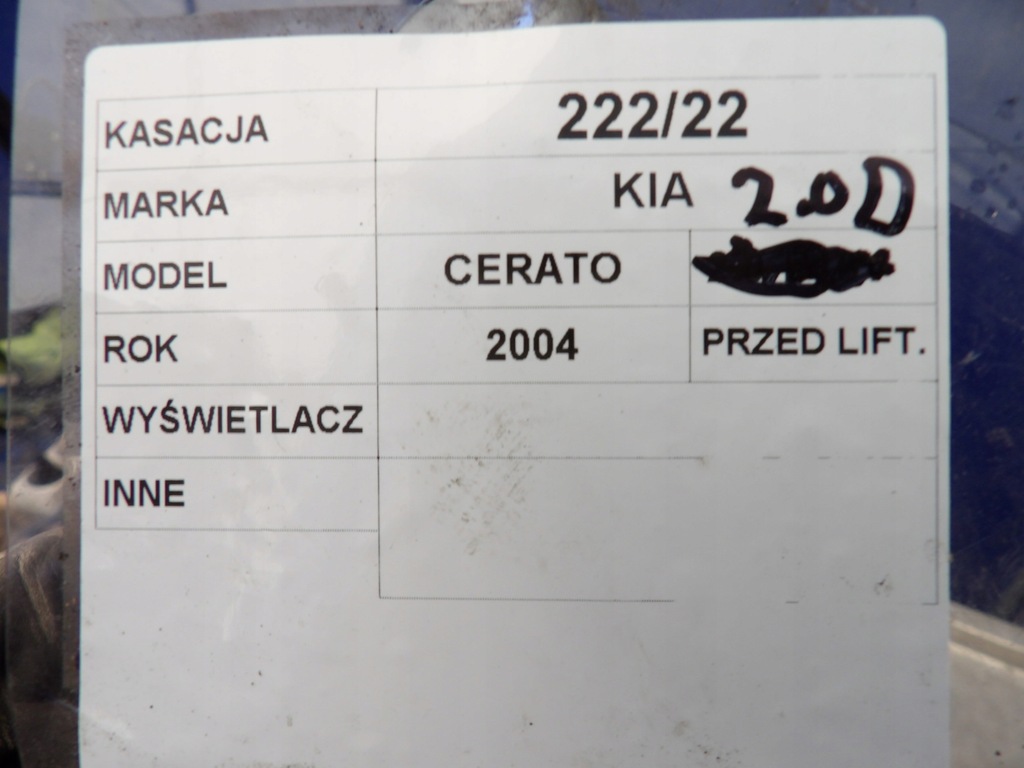 KASACJA 222/22
MARKA KIA 2.0D
MODEL CERATO
ROK 2004 PRZED LIFT.
WYŚWIETLACZ
INNE